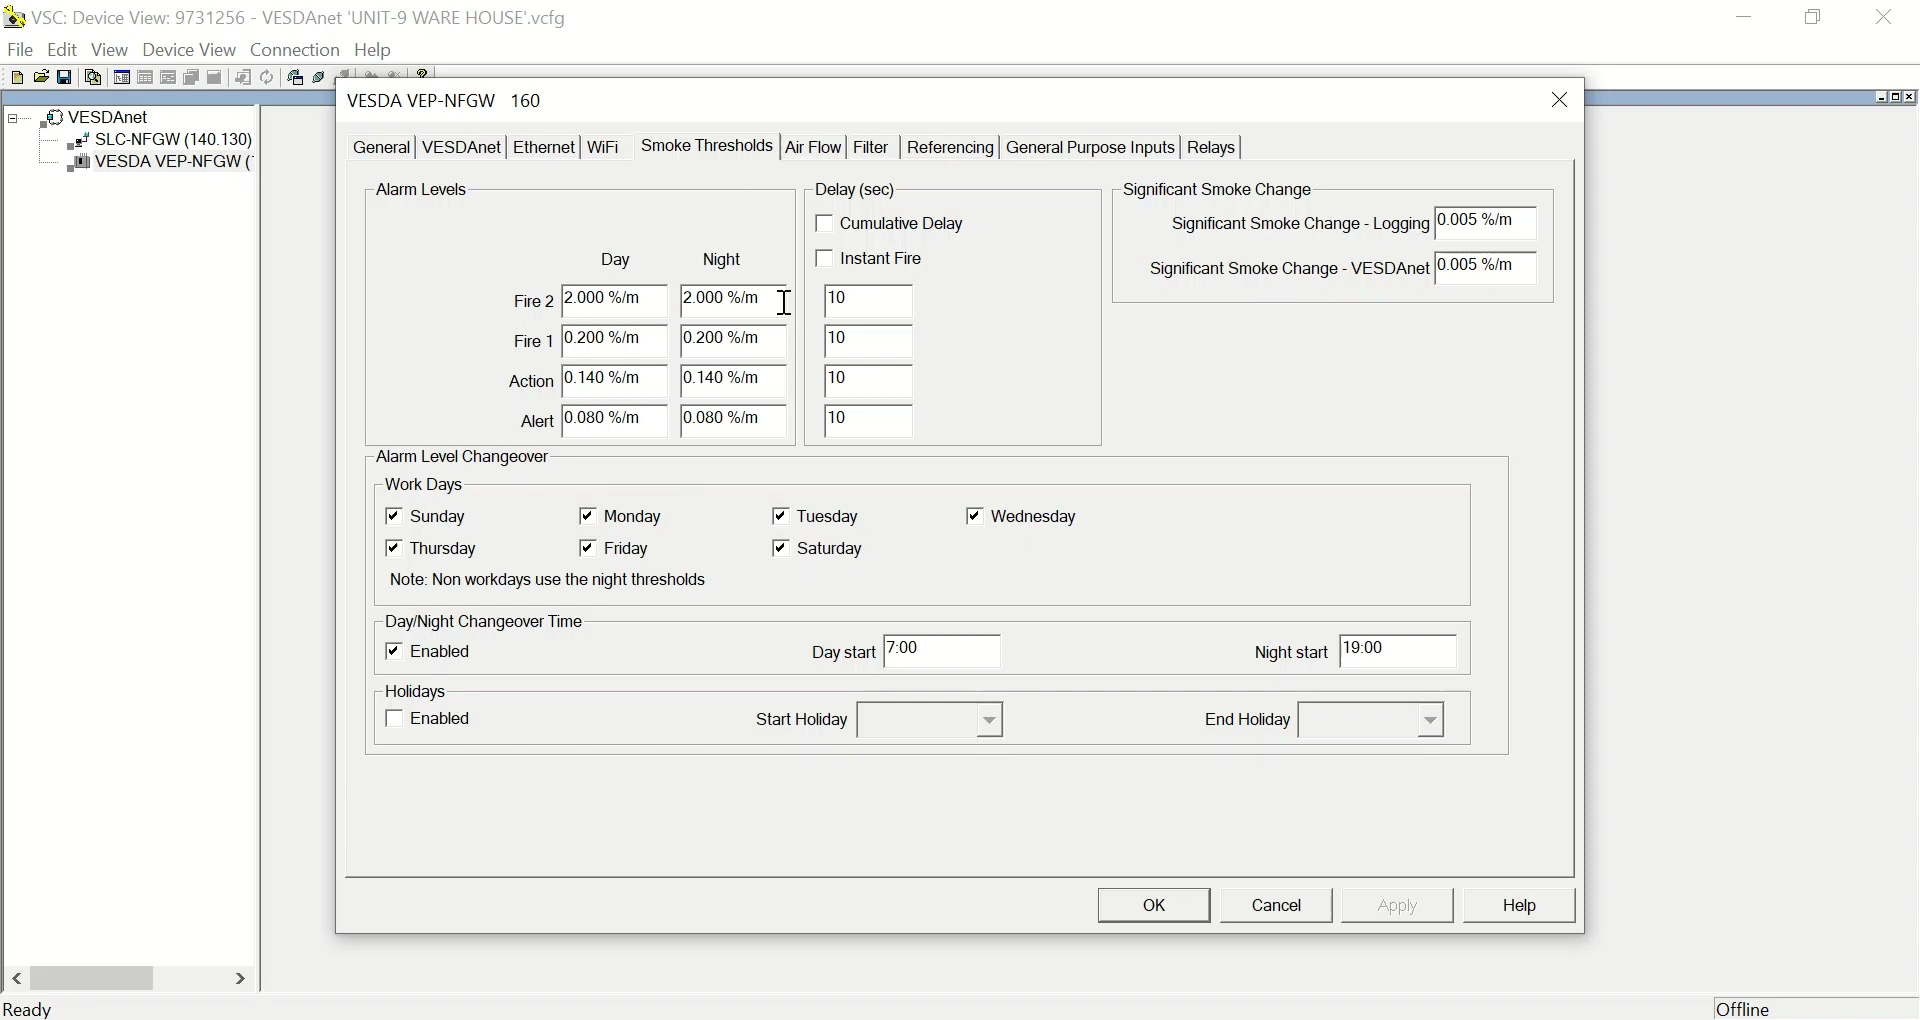 VSC: Device View: 9731256 - VESDAnet 'UNIT-9 WARE HOUSE'.vcfg
File Edit View Device View Connection Help
VESDAnet
SLC-NFGW (140.130)
VESDA VEP-NFGW (
VESDA VEP-NFGW 160
General VESDAnet Ethernet WiFi Smoke Thresholds Air Flow Filter Referencing General Purpose Inputs Relays
Alarm Levels
Day Night
Fire 2 2.000 %/m 2.000 %/m
Fire 1 0.200 %/m 0.200 %/m
Action 0.140 %/m 0.140 %/m
Alert 0.080 %/m 0.080 %/m
Delay (sec)
Cumulative Delay
Instant Fire
10
10
10
10
Significant Smoke Change
Significant Smoke Change - Logging 0.005 %/m
Significant Smoke Change - VESDAnet 0.005 %/m
Alarm Level Changeover
Work Days
Sunday Monday Tuesday Wednesday
Thursday Friday Saturday
Note: Non workdays use the night thresholds
Day/Night Changeover Time
Enabled Day start 7:00 Night start 19:00
Holidays
Enabled Start Holiday End Holiday
OK Cancel Apply Help
Ready Offline